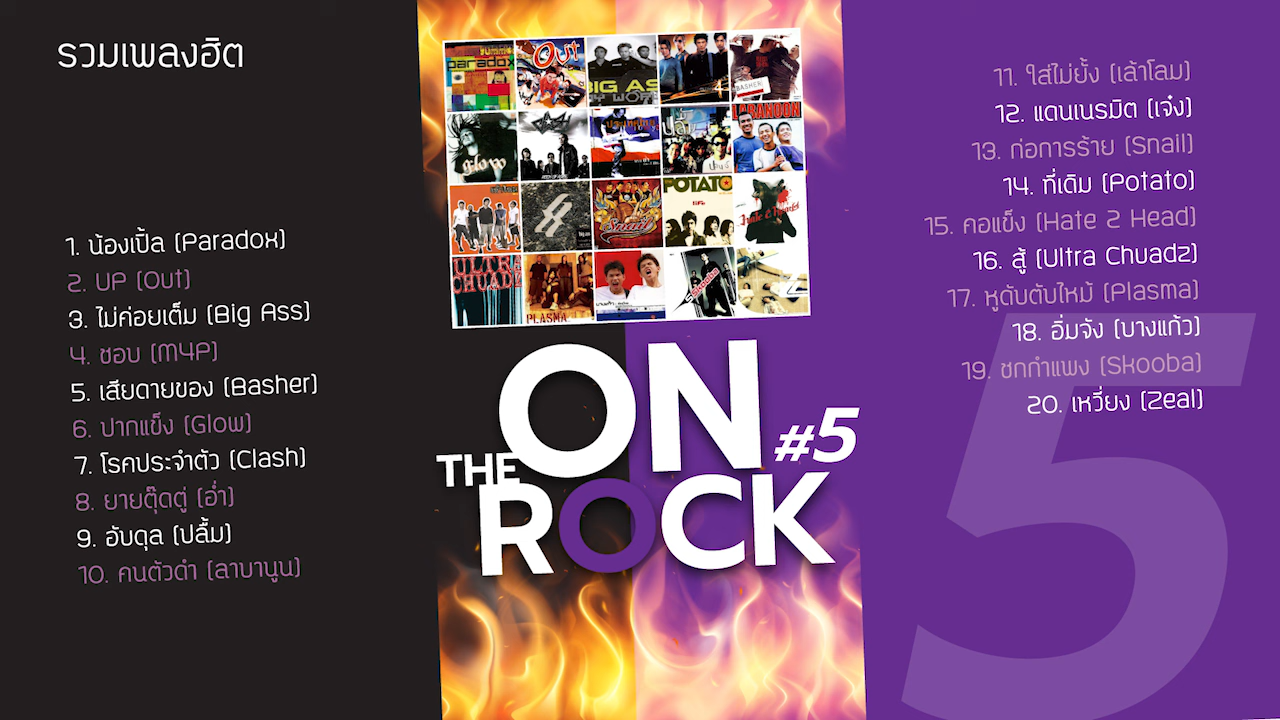 รวมเพลงฮิต
1. น้องเปิ้ล (Paradox)
2. UP (Out)
3. ไม่ค่อยเต็ม (Big Ass)
4. ชอบ (M4P)
5. เสียดายของ (Basher)
6. ปากแข็ง (Glow)
7. โรคประจำตัว (Clash)
8. ยายตุ๊ดตู่ (อ่ำ)
9. ฮับดุล (ปลื้ม)
10. คนตัวดำ (ลาบานูน)
paradox
Out
BIG ASS
BASHER
glow
ปลื้ม
LABANOON
Snail
POTATO
life
Hate 2 Heads
ULTRA CHUADZ
PLASMA
Skooba
THE ON ROCK #5
11. ใส่ไม่ยั้ง (เล้าโลม)
12. แดนเนรมิต (เจ๋ง)
13. ก่อการร้าย (Snail)
14. ที่เดิม (Potato)
15. คอแข็ง (Hate 2 Head)
16. สู้ (Ultra Chuadz)
17. หูดับตับไหม้ (Plasma)
18. อิ่มจัง (บางแก้ว)
19. ชกกำแพง (Skooba)
20. เหวี่ยง (Zeal)
5